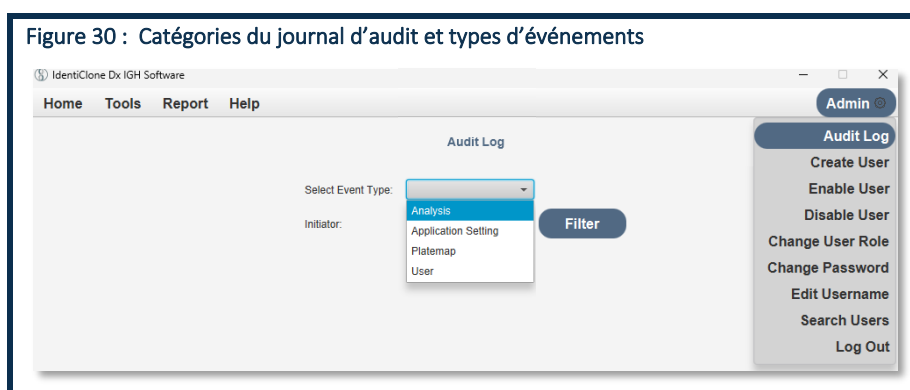 Figure 30 : Catégories du journal d’audit et types d’événements
IdentiClone Dx IGH Software
Home Tools Report Help Admin
Audit Log
Select Event Type:
Analysis
Application Setting
Platemap
User
Initiator:
Filter
Audit Log
Create User
Enable User
Disable User
Change User Role
Change Password
Edit Username
Search Users
Log Out